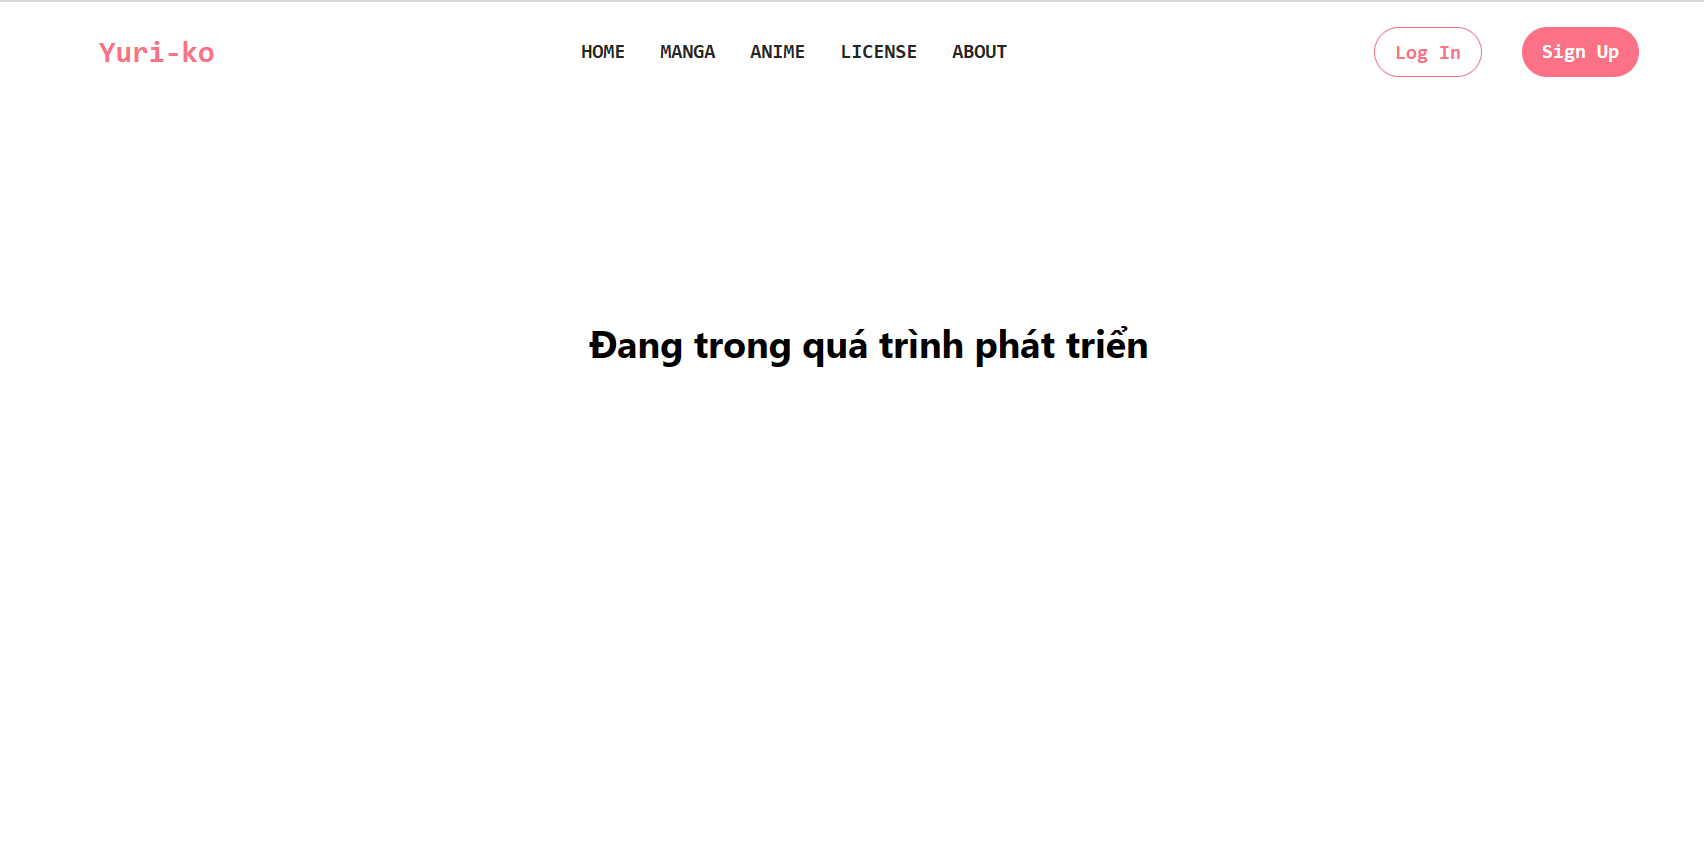 Yuri-ko HOME MANGA ANIME LICENSE ABOUT Log In Sign Up
Đang trong quá trình phát triển